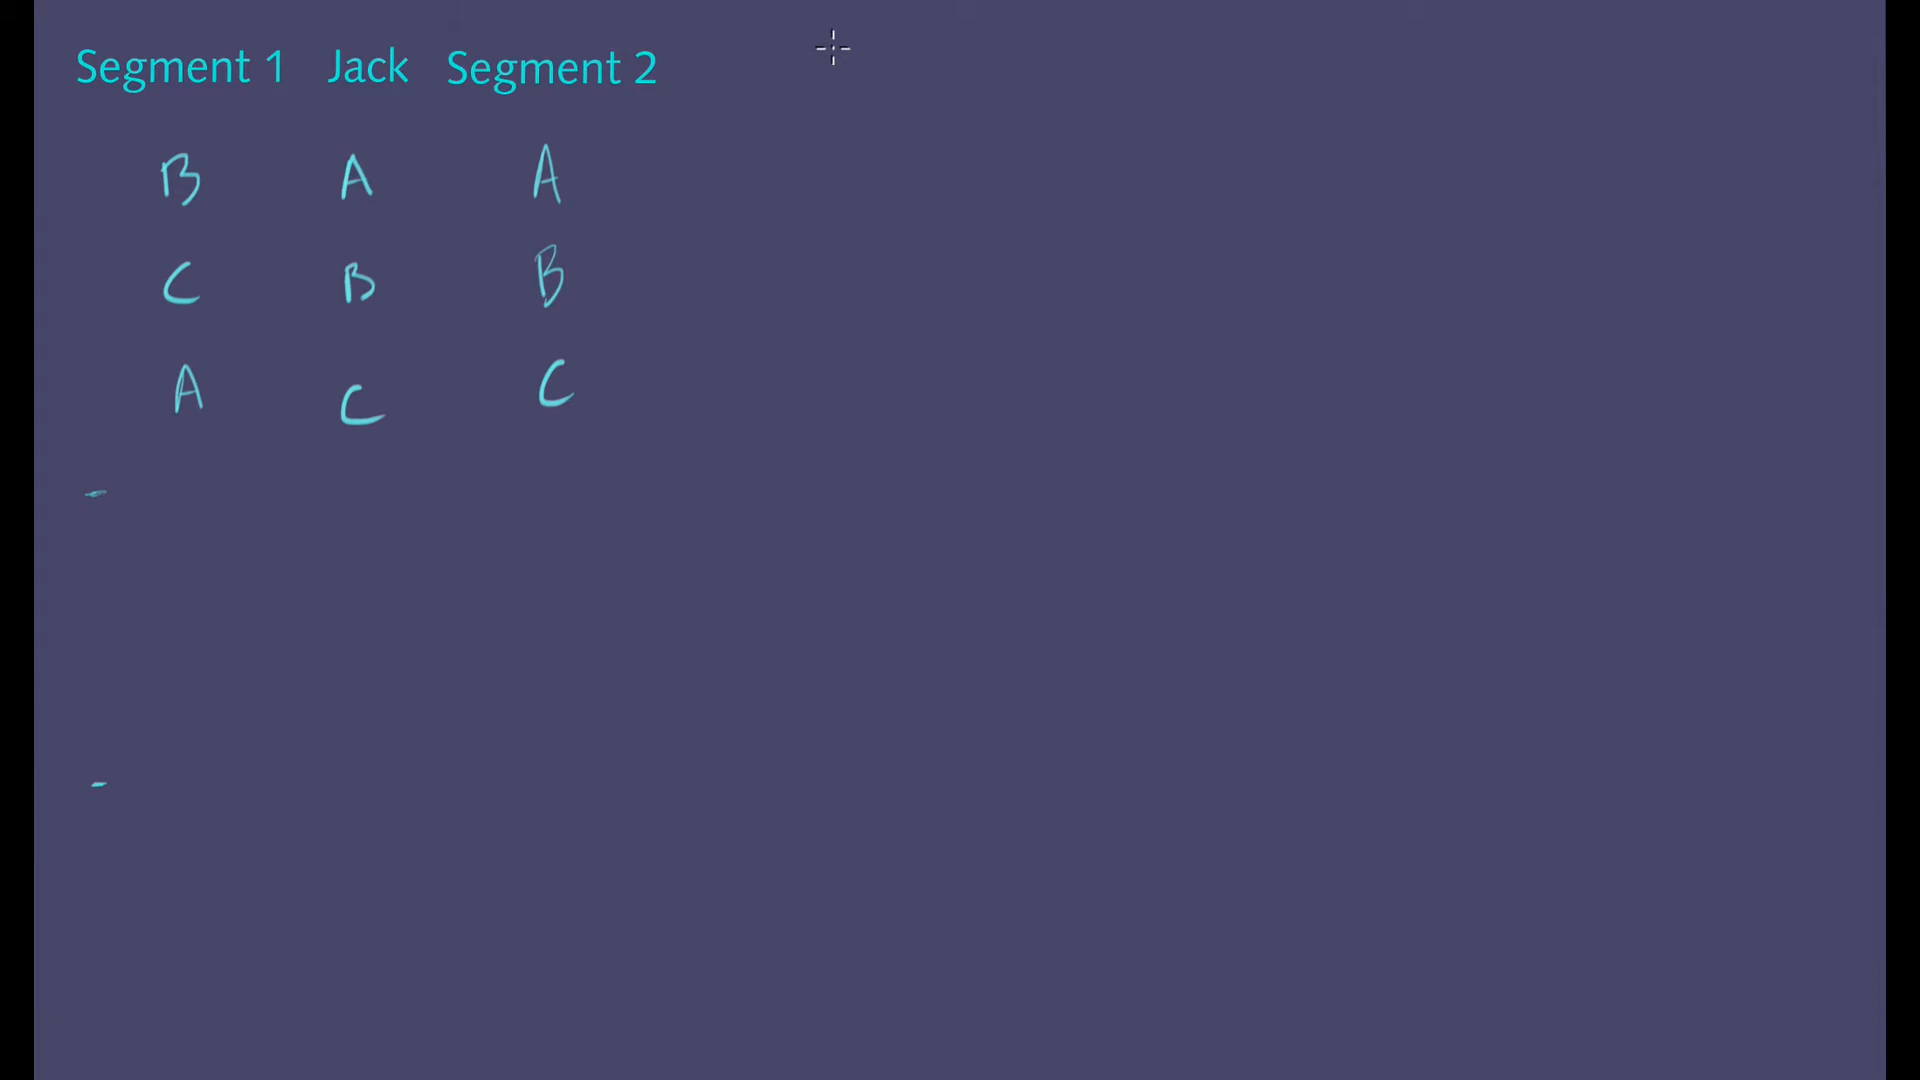 Segment 1 Jack Segment 2
B A A
C B B
A C C
-
-